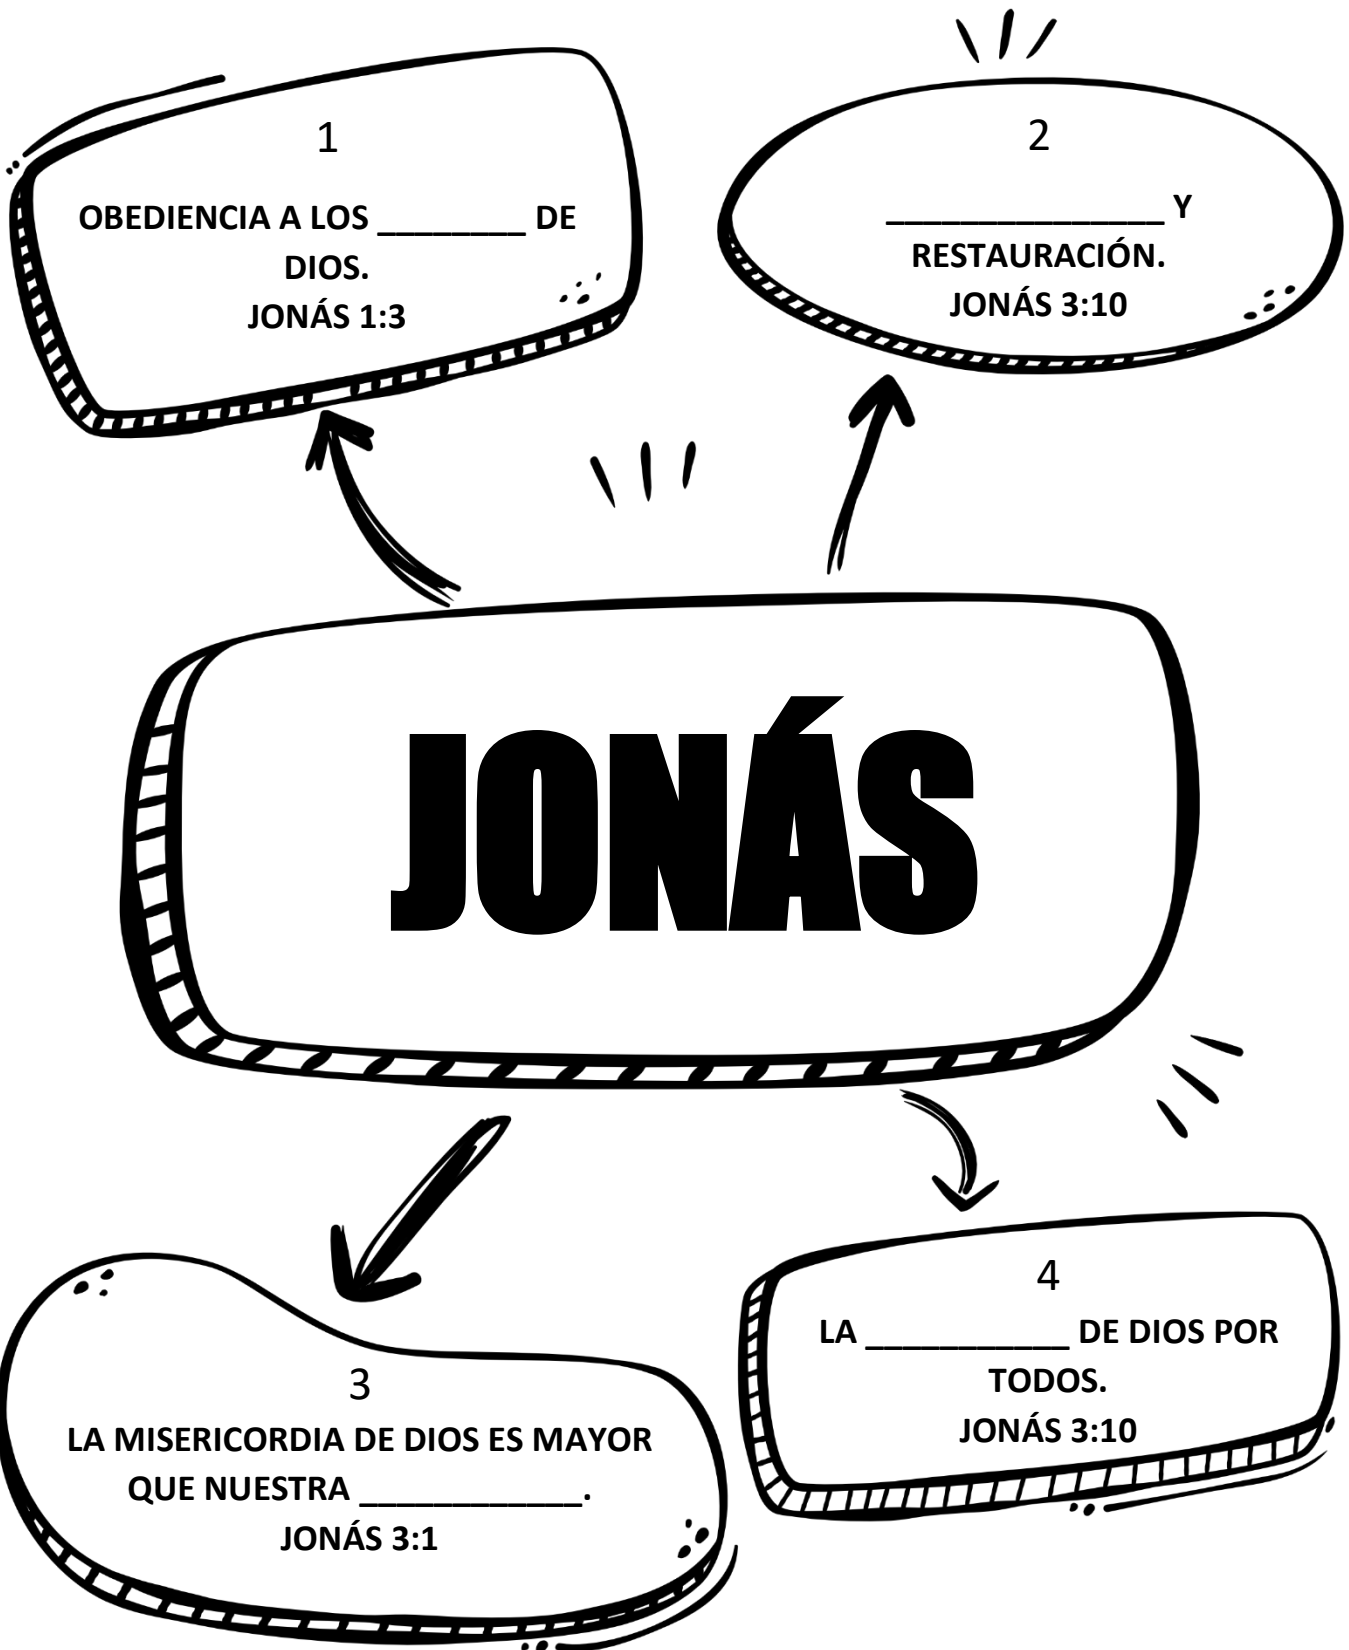 1
OBEDIENCIA A LOS ________ DE
DIOS.
JONÁS 1:3
2
_______________ Y
RESTAURACIÓN.
JONÁS 3:10
JONÁS
3
LA MISERICORDIA DE DIOS ES MAYOR
QUE NUESTRA ____________.
JONÁS 3:1
4
LA ___________ DE DIOS POR
TODOS.
JONÁS 3:10